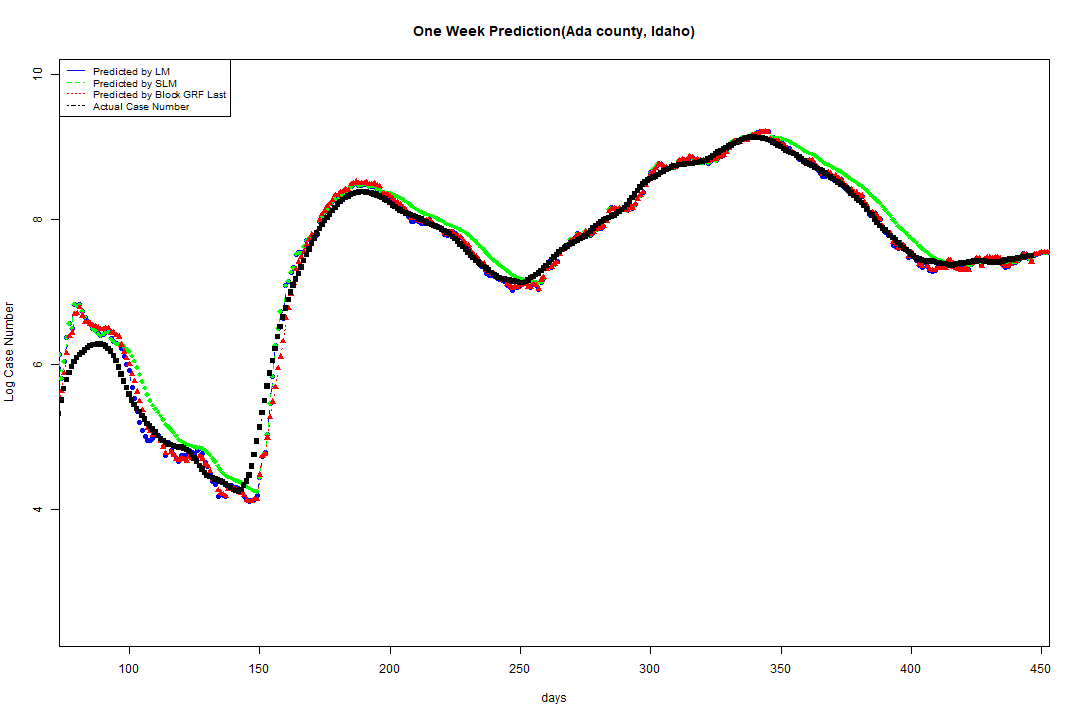 One Week Prediction(Ada county, Idaho)
Predicted by LM
Predicted by SLM
Predicted by Block GRF Last
Actual Case Number
10
8
6
4
Log Case Number
100 150 200 250 300 350 400 450
days